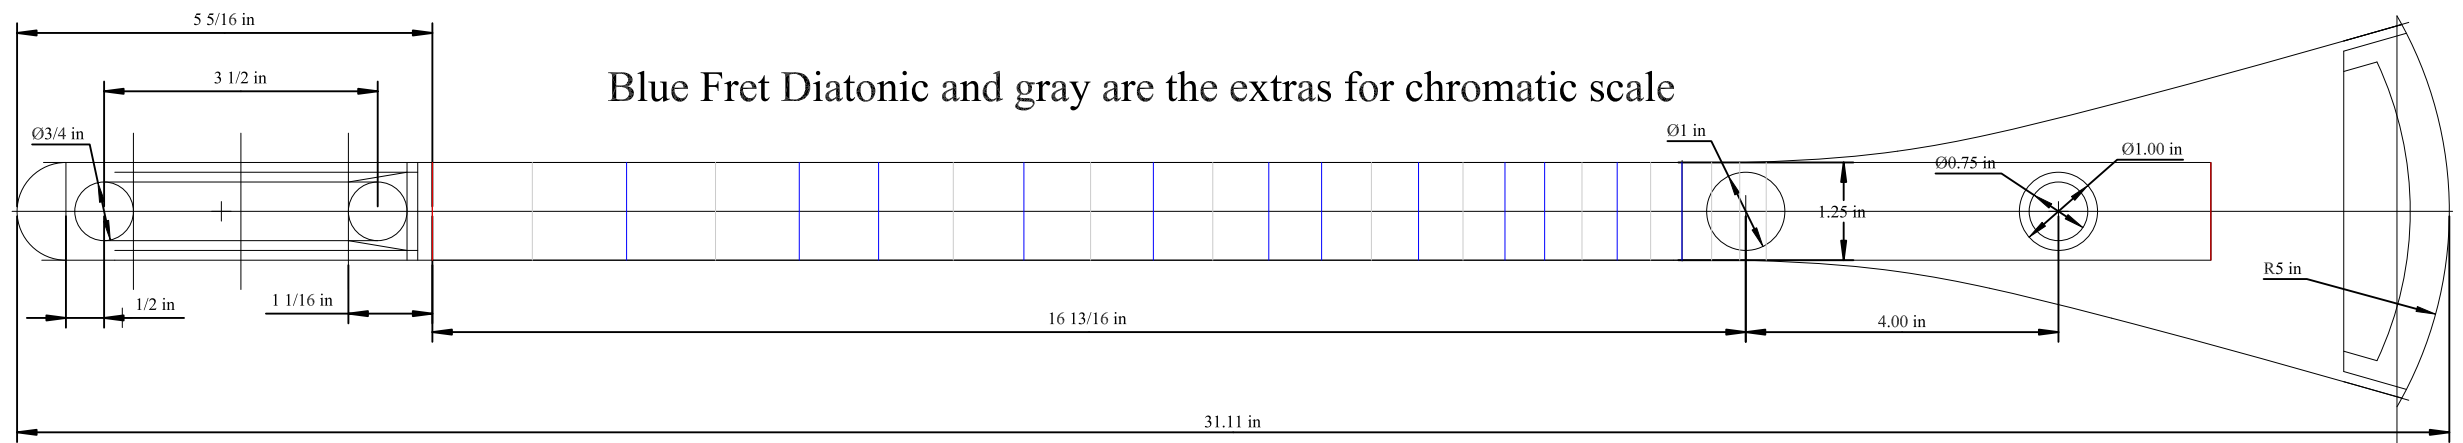 5 5/16 in
3 1/2 in
Blue Fret Diatonic and gray are the extras for chromatic scale
Ø3/4 in
Ø1 in
Ø0.75 in
Ø1.00 in
1.25 in
R5 in
1/2 in
1 1/16 in
16 13/16 in
4.00 in
31.11 in